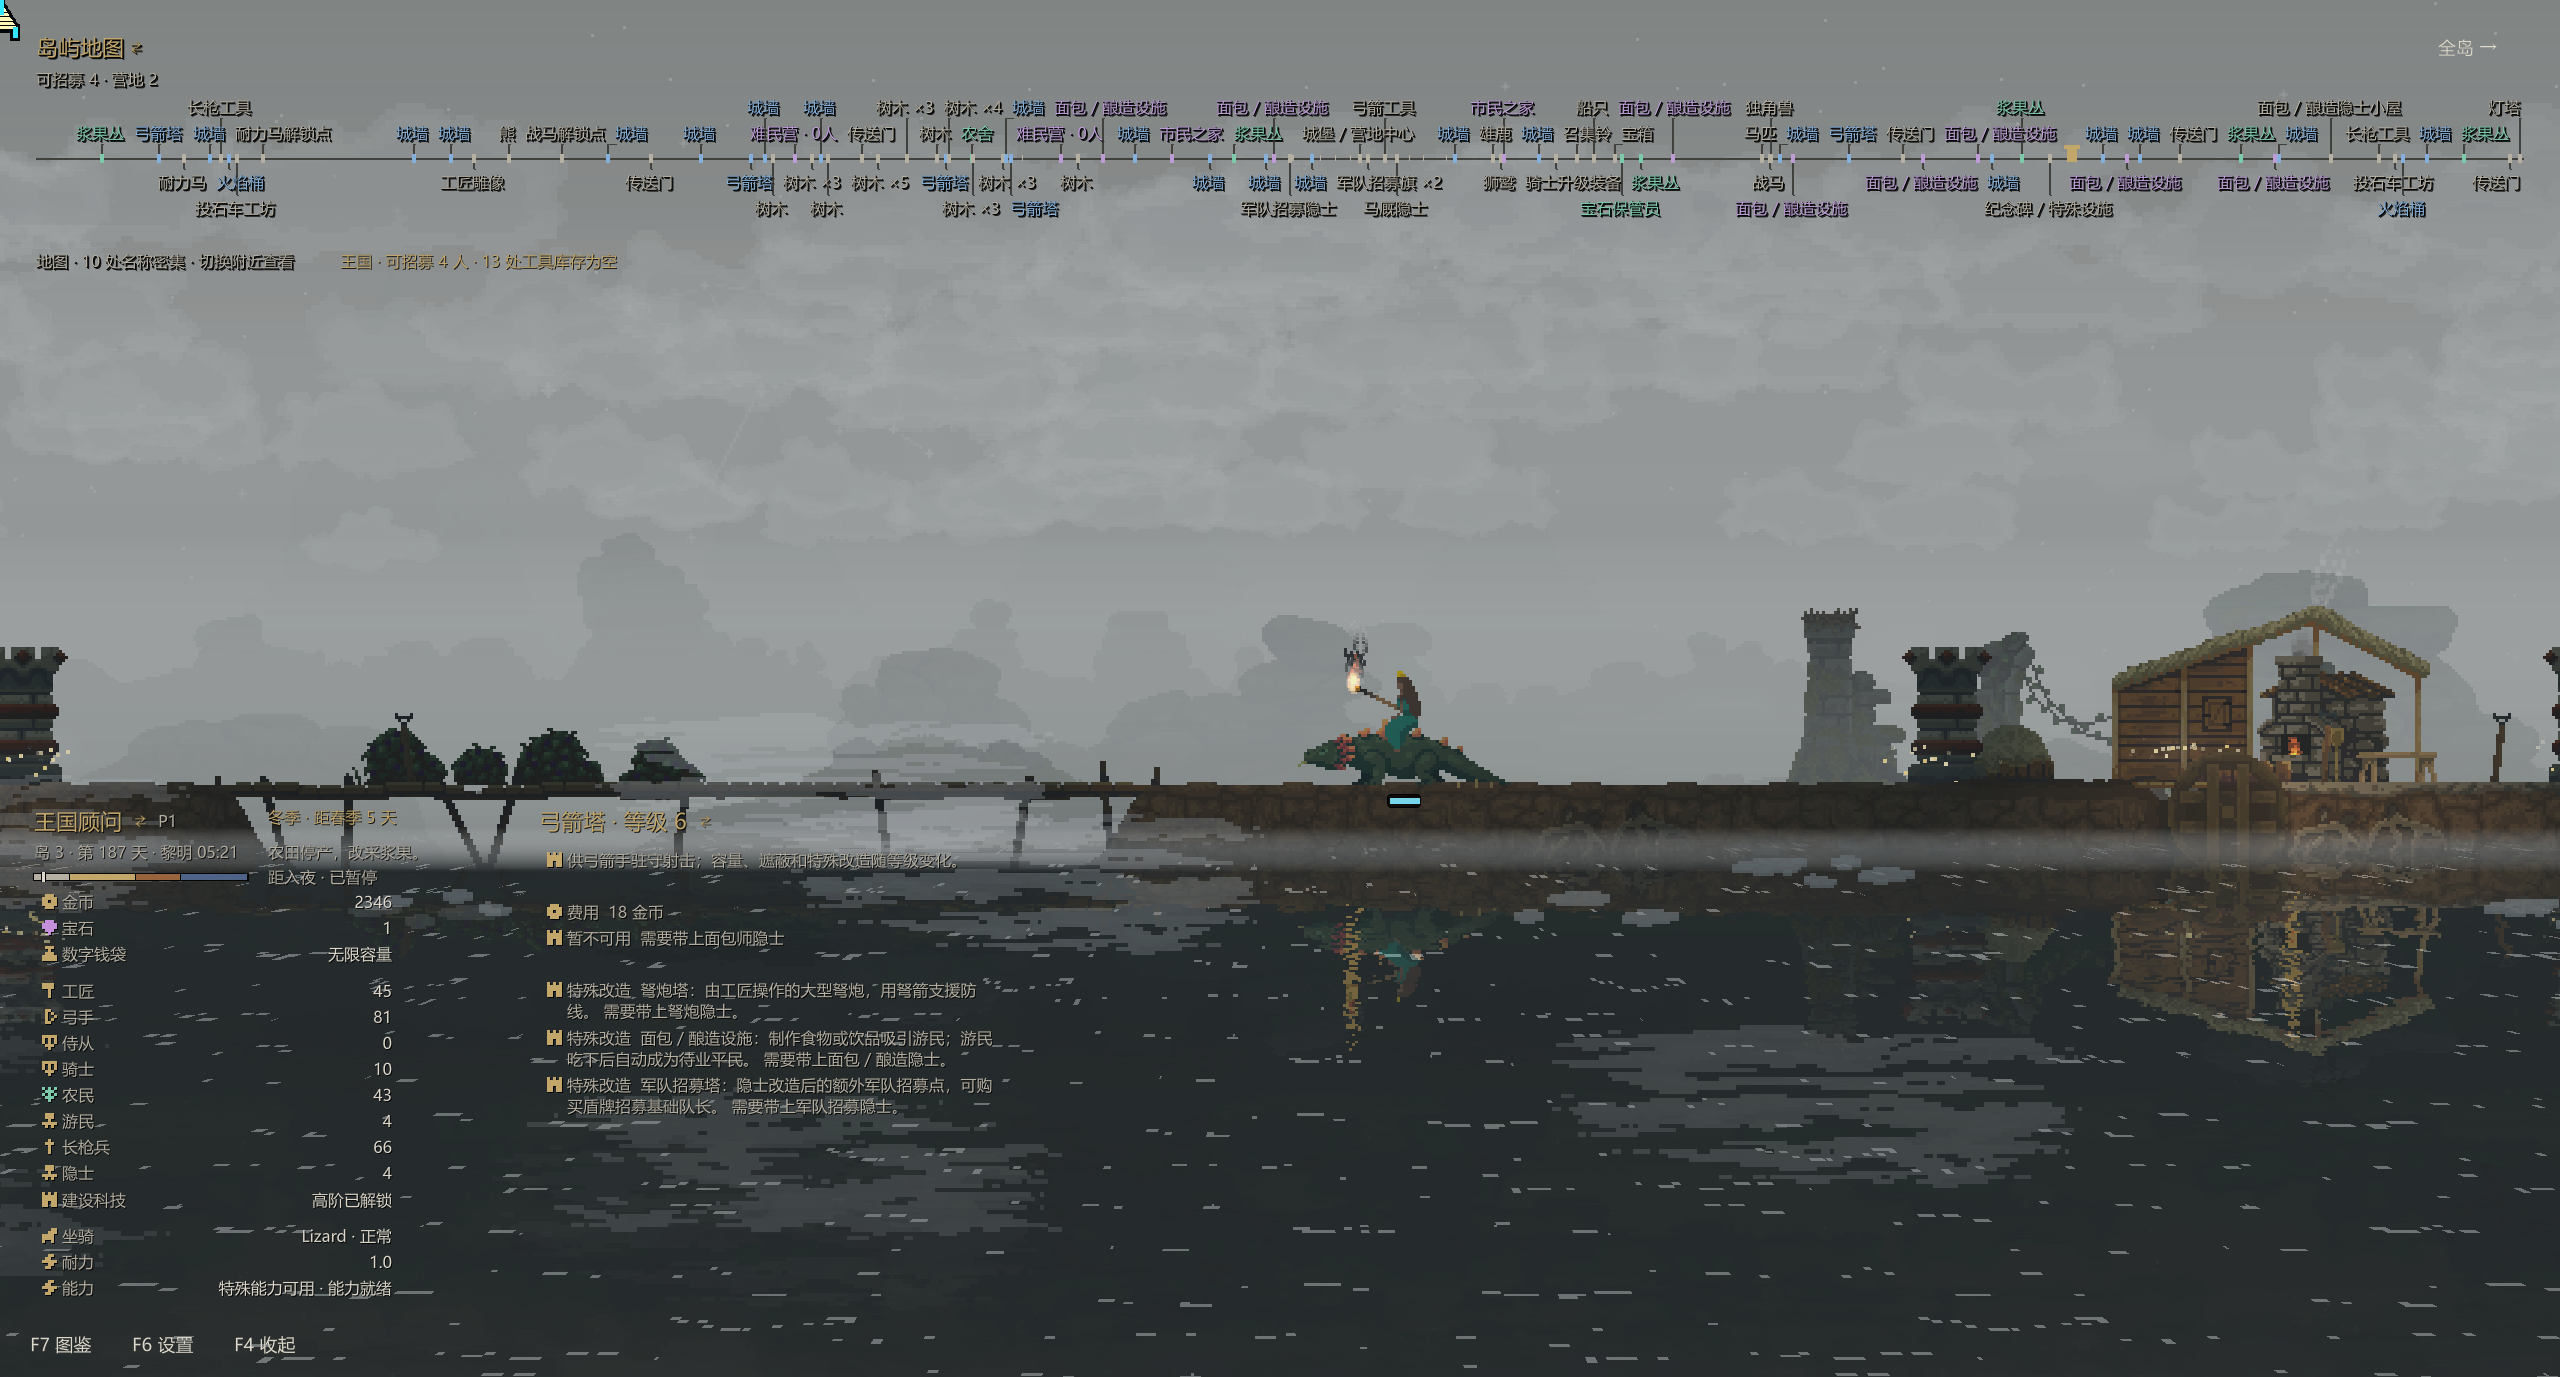 岛屿地图 ⇄
全岛 →
可招募 4 · 营地 2
长枪工具 城墙 城墙 树木 ×3 树木 ×4 城墙 面包 / 酿造设施 面包 / 酿造设施 弓箭工具 市民之家 船只 面包 / 酿造设施 独角兽 浆果丛 面包 / 酿造隐士小屋 灯塔
浆果丛 弓箭塔 城墙 耐力马解锁点 城墙 城墙 熊 战马解锁点 城墙 城墙 难民营 · 0人 传送门 树木 农舍 难民营 · 0人 城墙 市民之家 浆果丛 城堡 / 营地中心 城墙 雄鹿 城墙 召集铃 宝箱 马匹 城墙 弓箭塔 传送门 面包 / 酿造设施 城墙 城墙 传送门 浆果丛 城墙 长枪工具 城墙 浆果丛
耐力马 火焰桶 工匠雕像 传送门 弓箭塔 树木 ×3 树木 ×5 弓箭塔 树木 ×3 树木 城墙 城墙 城墙 军队招募旗 ×2 狮鹫 骑士升级装备 浆果丛 战马 面包 / 酿造设施 城墙 面包 / 酿造设施 面包 / 酿造设施 投石车工坊 传送门
投石车工坊 树木 树木 树木 ×3 弓箭塔 军队招募隐士 马厩隐士 宝石保管员 面包 / 酿造设施 纪念碑 / 特殊设施 火焰桶
地图 · 10 处名称密集 · 切换附近查看 王国 · 可招募 4 人 · 13 处工具库存为空
王国顾问 ⇄ P1
冬季 · 距春季 5 天
岛 3 · 第 187 天 · 黎明 05:21
农田停产，改采浆果。
距入夜 · 已暂停
金币 2346
宝石 1
数字钱袋 无限容量
工匠 45
弓手 81
侍从 0
骑士 10
农民 43
游民 4
长枪兵 66
隐士 4
建设科技 高阶已解锁
坐骑 Lizard · 正常
耐力 1.0
能力 特殊能力可用 · 能力就绪
弓箭塔 · 等级 6 ⇄
供弓箭手驻守射击；容量、遮蔽和特殊改造随等级变化。
费用 18 金币
暂不可用 需要带上面包师隐士
特殊改造 弩炮塔：由工匠操作的大型弩炮，用弩箭支援防
线。 需要带上弩炮隐士。
特殊改造 面包 / 酿造设施：制作食物或饮品吸引游民；游民
吃下后自动成为待业平民。 需要带上面包 / 酿造隐士。
特殊改造 军队招募塔：隐士改造后的额外军队招募点，可购
买盾牌招募基础队长。 需要带上军队招募隐士。
F7 图鉴 F6 设置 F4 收起